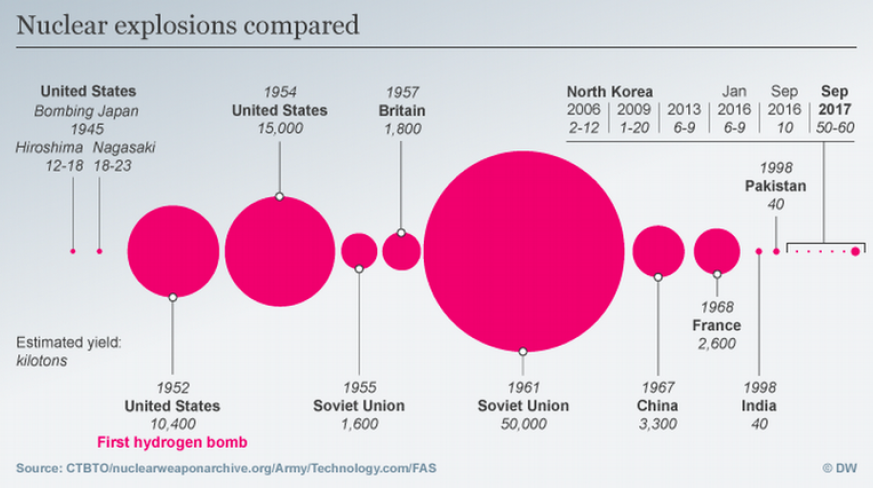 Nuclear explosions compared
United States
Bombing Japan
1945
Hiroshima Nagasaki
12-18 18-23
1954
United States
15,000
1957
Britain
1,800
North Korea Jan Sep Sep
2006 2009 2013 2016 2016 2017
2-12 1-20 6-9 6-9 10 50-60
1998
Pakistan
40
Estimated yield:
kilotons
1952
United States
10,400
First hydrogen bomb
1955
Soviet Union
1,600
1961
Soviet Union
50,000
1967
China
3,300
1968
France
2,600
1998
India
40
Source: CTBTO/nuclearweaponarchive.org/Army/Technology.com/FAS
© DW